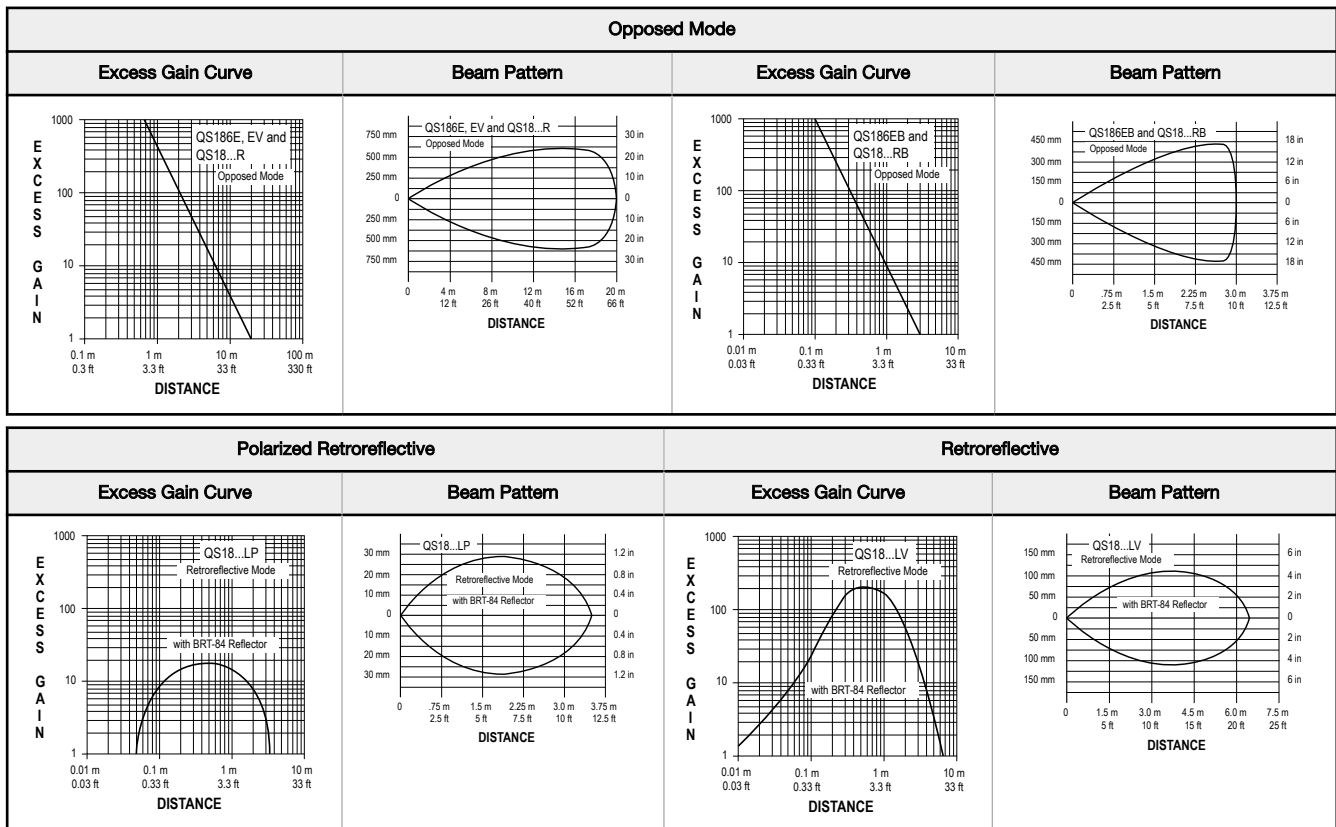 Opposed Mode
Excess Gain Curve
Beam Pattern
Excess Gain Curve
Beam Pattern
EXCESS GAIN
1000
100
10
1
QS186E, EV and
QS18...R
Opposed Mode
0.1 m 1 m 10 m 100 m
0.3 ft 3.3 ft 33 ft 330 ft
DISTANCE
QS186E, EV and QS18...R
Opposed Mode
750 mm 30 in
500 mm 20 in
250 mm 10 in
0 0
250 mm 10 in
500 mm 20 in
750 mm 30 in
0 4 m 8 m 12 m 16 m 20 m
12 ft 26 ft 40 ft 52 ft 66 ft
DISTANCE
EXCESS GAIN
1000
100
10
1
QS186EB and
QS18...RB
Opposed Mode
0.01 m 0.1 m 1 m 10 m
0.03 ft 0.33 ft 3.3 ft 33 ft
DISTANCE
QS186EB and QS18...RB
Opposed Mode
450 mm 18 in
300 mm 12 in
150 mm 6 in
0 0
150 mm 6 in
300 mm 12 in
450 mm 18 in
0 .75 m 1.5 m 2.25 m 3.0 m 3.75 m
2.5 ft 5 ft 7.5 ft 10 ft 12.5 ft
DISTANCE
Polarized Retroreflective
Retroreflective
Excess Gain Curve
Beam Pattern
Excess Gain Curve
Beam Pattern
EXCESS GAIN
1000
100
10
1
QS18...LP
Retroreflective Mode
with BRT-84 Reflector
0.01 m 0.1 m 1 m 10 m
0.03 ft 0.33 ft 3.3 ft 33 ft
DISTANCE
QS18...LP
Retroreflective Mode
with BRT-84 Reflector
30 mm 1.2 in
20 mm 0.8 in
10 mm 0.4 in
0 0
10 mm 0.4 in
20 mm 0.8 in
30 mm 1.2 in
0 .75 m 1.5 m 2.25 m 3.0 m 3.75 m
2.5 ft 5 ft 7.5 ft 10 ft 12.5 ft
DISTANCE
EXCESS GAIN
1000
100
10
1
QS18...LV
Retroreflective Mode
with BRT-84 Reflector
0.01 m 0.1 m 1 m 10 m
0.03 ft 0.33 ft 3.3 ft 33 ft
DISTANCE
QS18...LV
Retroreflective Mode
with BRT-84 Reflector
150 mm 6 in
100 mm 4 in
50 mm 2 in
0 0
50 mm 2 in
100 mm 4 in
150 mm 6 in
0 1.5 m 3.0 m 4.5 m 6.0 m 7.5 m
5 ft 10 ft 15 ft 20 ft 25 ft
DISTANCE